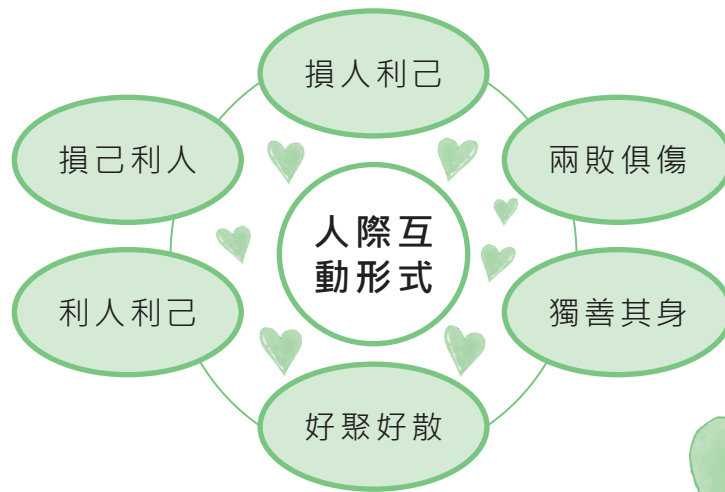 損人利己
損己利人
兩敗俱傷
人際互
動形式
利人利己
獨善其身
好聚好散